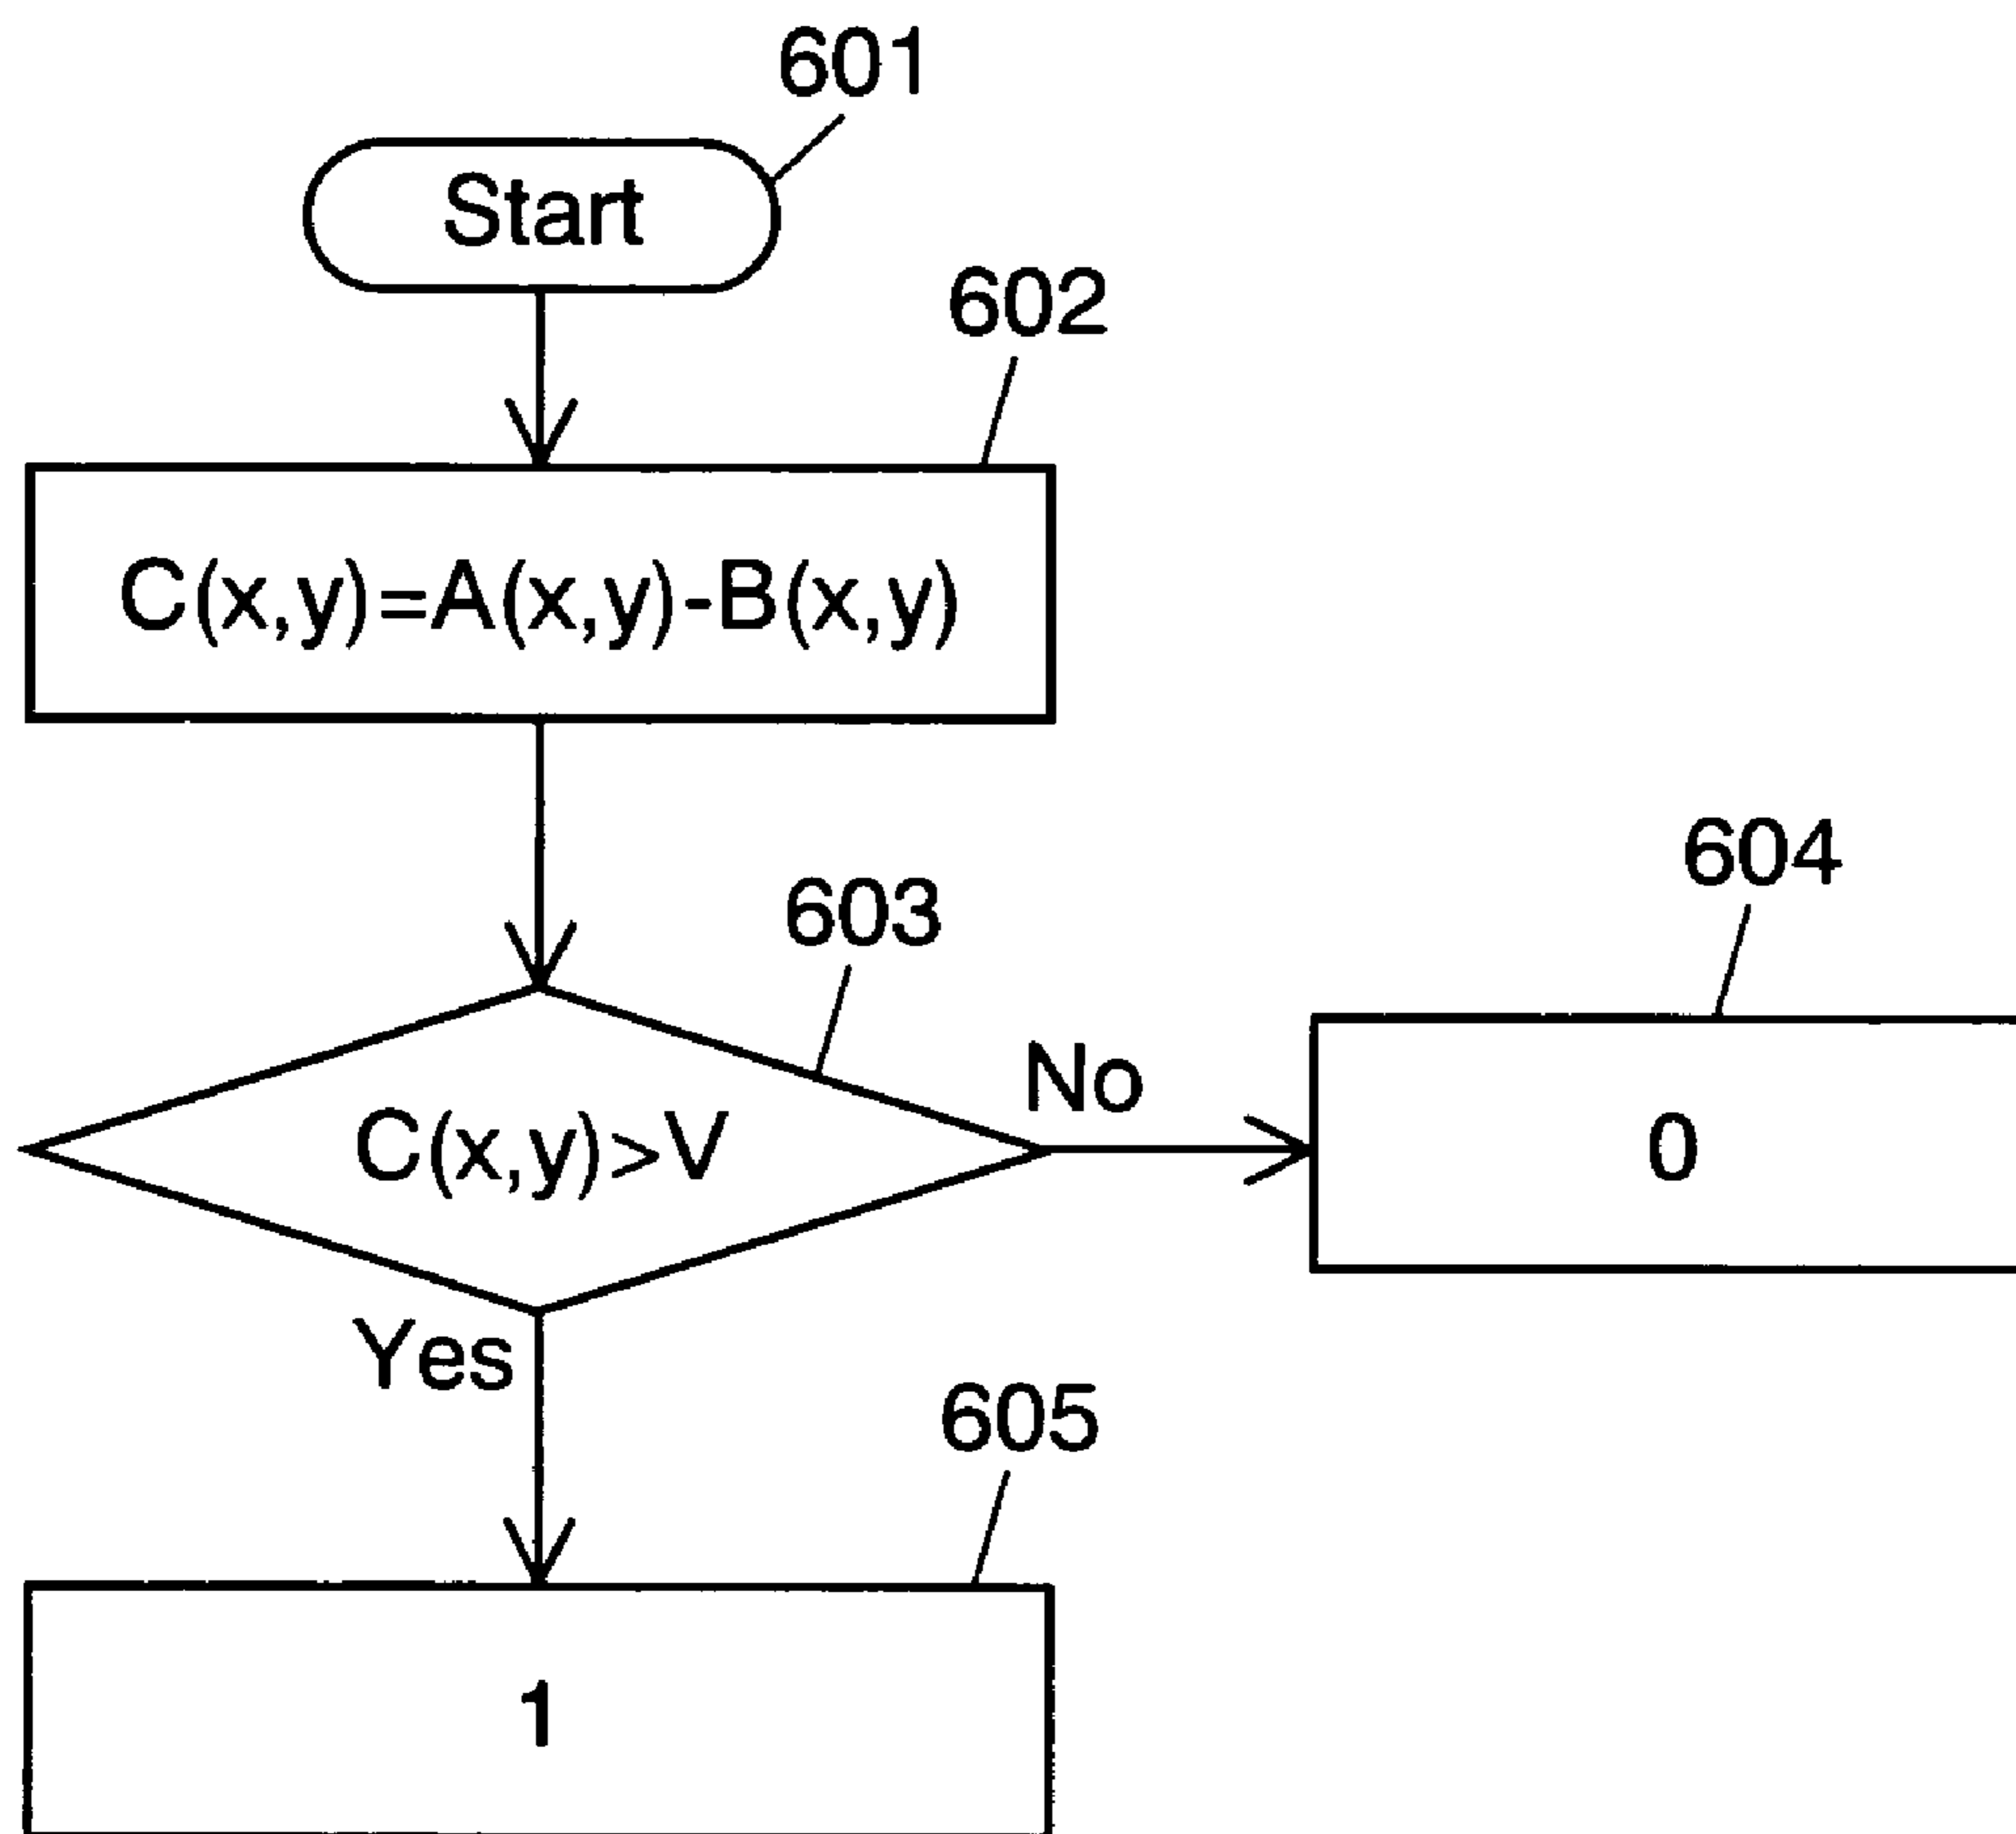 601
Start
602
C(x,y)=A(x,y)-B(x,y)
603
C(x,y)>V
No
604
0
Yes
605
1